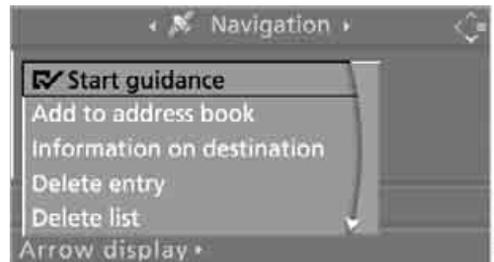 Navigation
Start guidance
Add to address book
Information on destination
Delete entry
Delete list
Arrow display